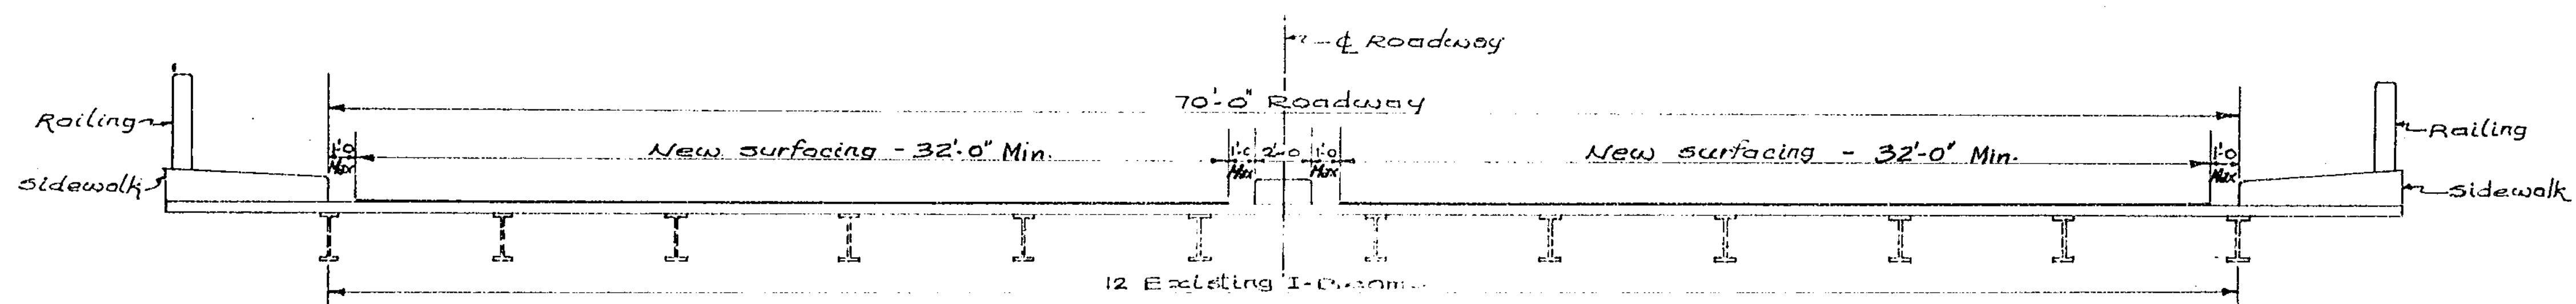 ℄ Roadway
70'-0" Roadway
Railing
Railing
1'-0
Max
New surfacing - 32'-0" Min.
1'-0
Max
2'-0
1'-0
Max
New surfacing - 32'-0" Min.
1'-0
Max
Sidewalk
Sidewalk
12 Existing I-Beams